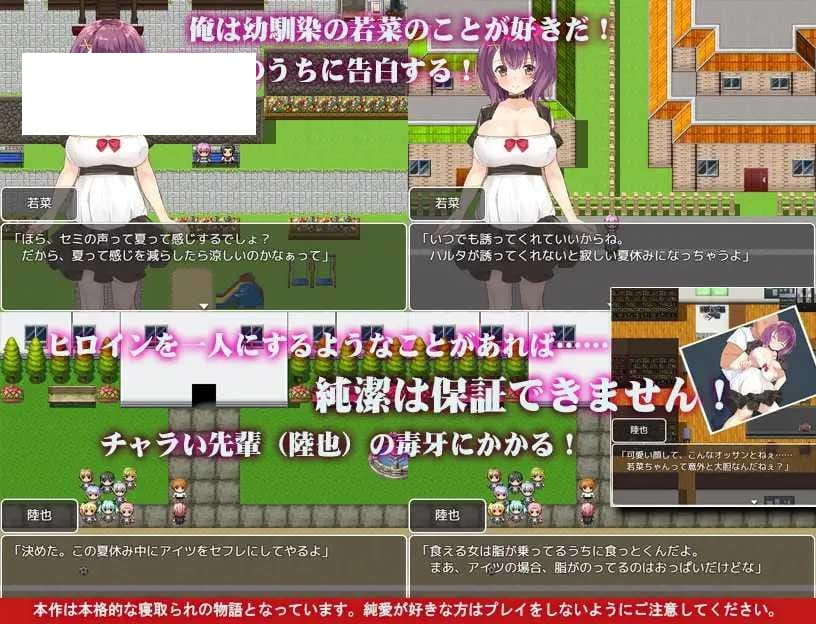 俺は幼馴染の若菜のことが好きだ！
のうちに告白する！
若菜
「ほら、セミの声って夏って感じするでしょ？
だから、夏って感じを減らしたら涼しいのかなぁって」
若菜
「いつでも誘ってくれていいからね。
ハルタが誘ってくれないと寂しい夏休みになっちゃうよ」
ヒロインを一人にするようなことがあれば……
純潔は保証できません！
チャラい先輩（陸也）の毒牙にかかる！
陸也
「可愛い顔して、こんなオッサンとねぇ……
若菜ちゃんって意外と大胆なんだねぇ？」
陸也
「決めた。この夏休み中にアイツをセフレにしてやるよ」
陸也
「食える女は脂が乗ってるうちに食っとくんだよ。
まあ、アイツの場合、脂がのってるのはおっぱいだけどな」
本作は本格的な寝取られの物語となっています。純愛が好きな方はプレイをしないようにご注意してください。